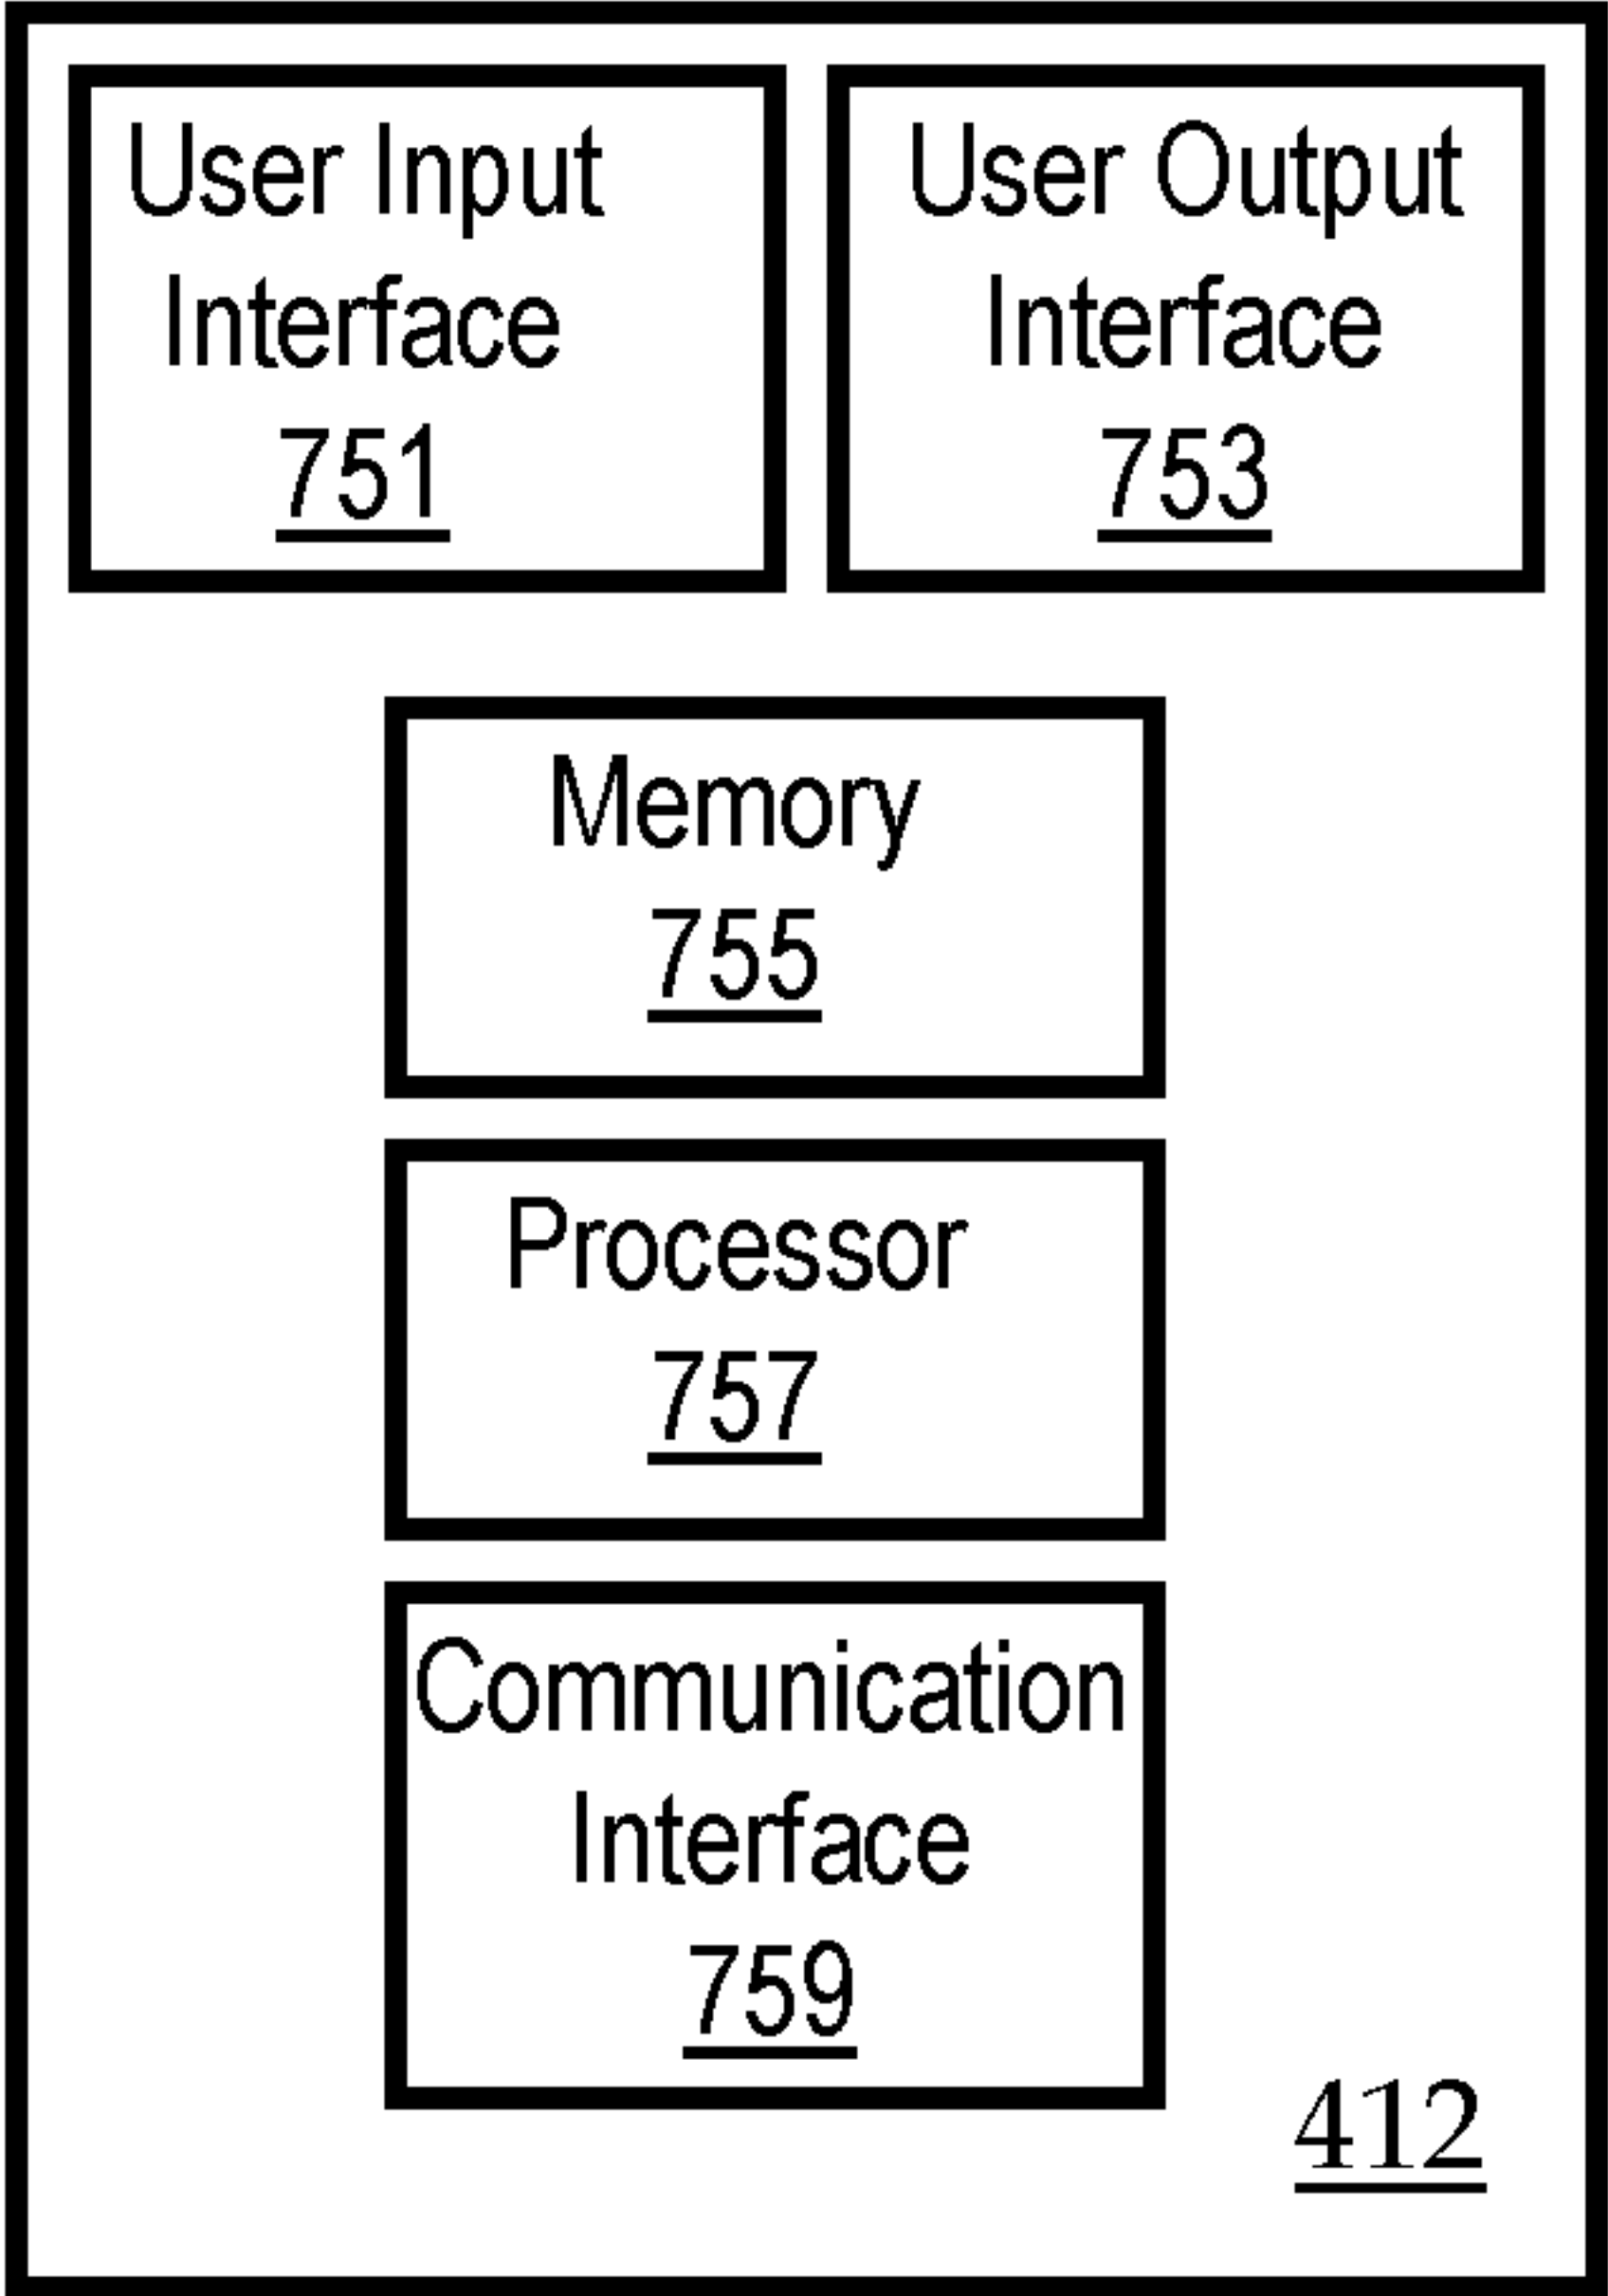 User Input
Interface
751
User Output
Interface
753
Memory
755
Processor
757
Communication
Interface
759
412